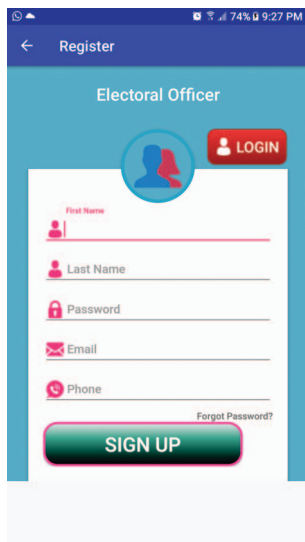 74% 9:27 PM
Register
Electoral Officer
LOGIN
First Name
Last Name
Password
Email
Phone
Forgot Password?
SIGN UP